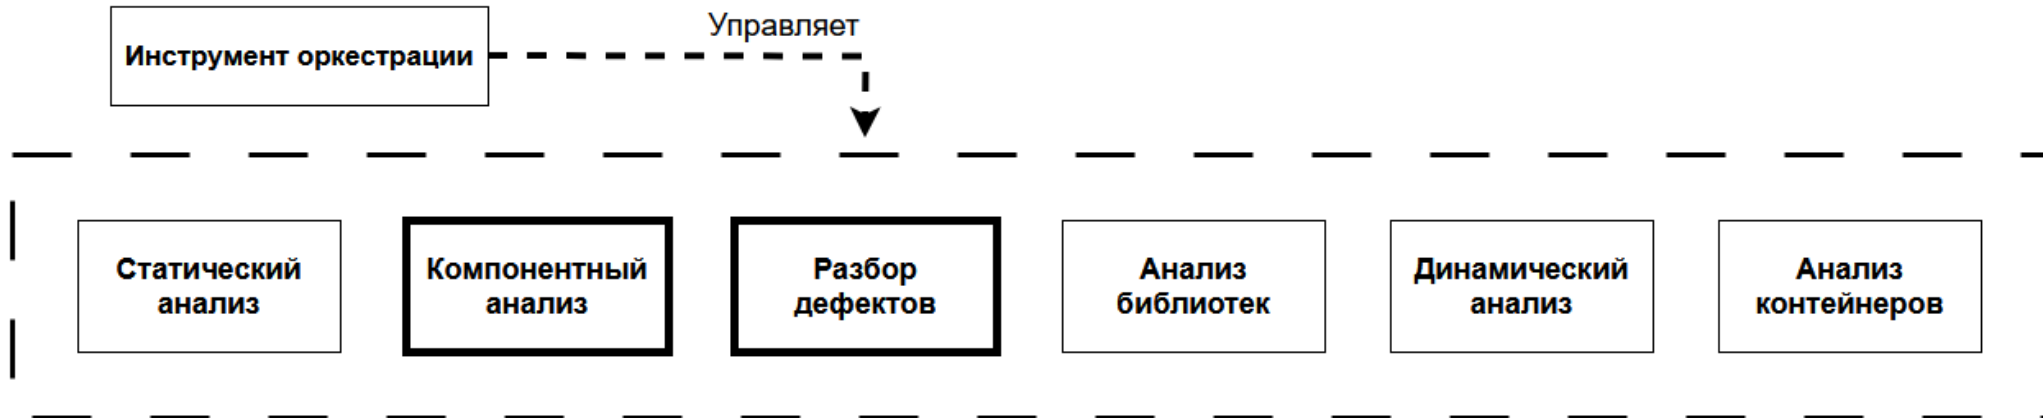 Управляет
Инструмент оркестрации
Статический
анализ
Компонентный
анализ
Разбор
дефектов
Анализ
библиотек
Динамический
анализ
Анализ
контейнеров